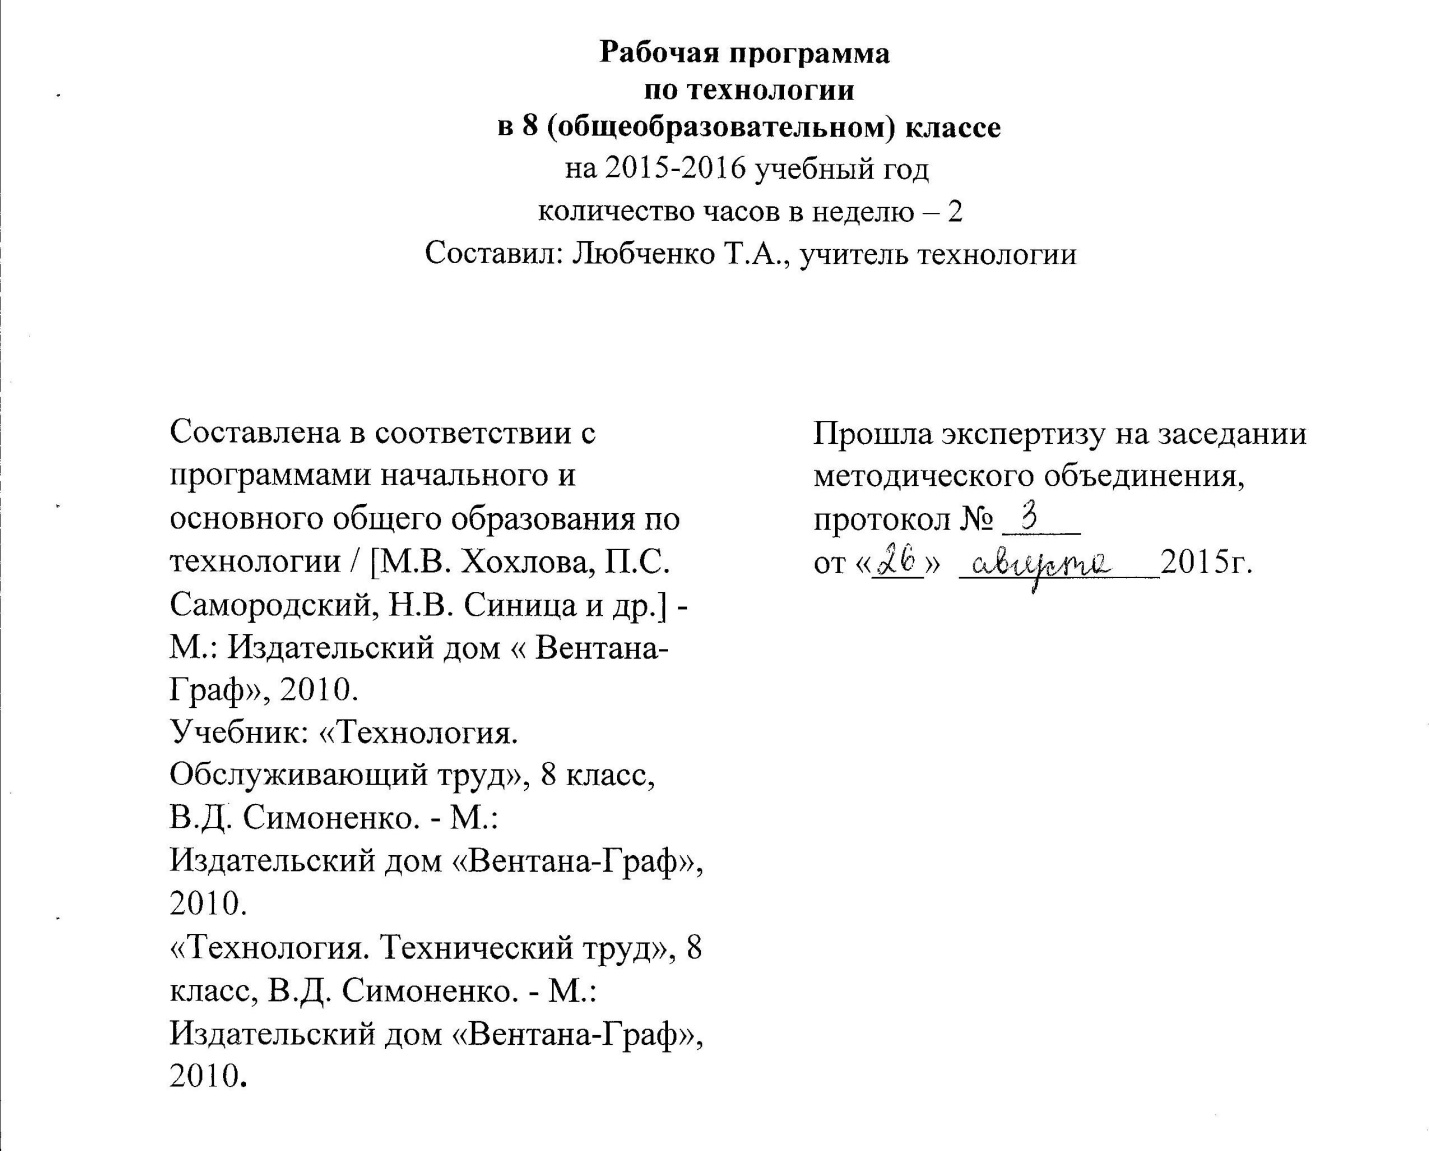 Рабочая программа
по технологии
в 8 (общеобразовательном) классе
на 2015-2016 учебный год
количество часов в неделю – 2
Составил: Любченко Т.А., учитель технологии
Составлена в соответствии с
программами начального и
основного общего образования по
технологии / [М.В. Хохлова, П.С.
Самородский, Н.В. Синица и др.] -
М.: Издательский дом « Вентана-
Граф», 2010.
Учебник: «Технология.
Обслуживающий труд», 8 класс,
В.Д. Симоненко. - М.:
Издательский дом «Вентана-Граф»,
2010.
«Технология. Технический труд», 8
класс, В.Д. Симоненко. - М.:
Издательский дом «Вентана-Граф»,
2010.
Прошла экспертизу на заседании
методического объединения,
протокол № 3
от «26» августа 2015г.